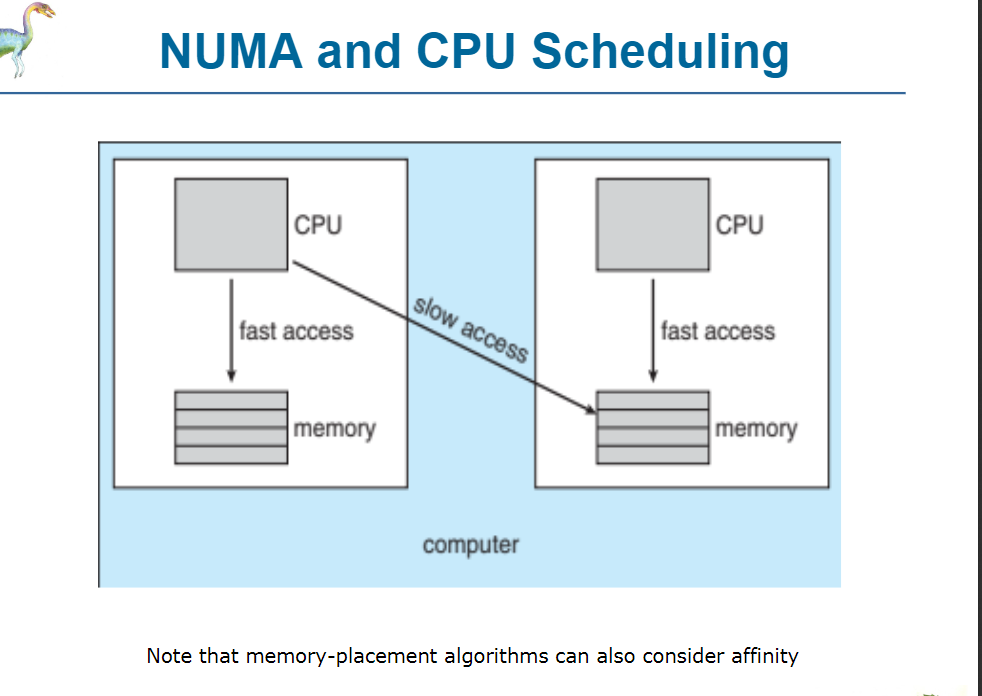 NUMA and CPU Scheduling
CPU
CPU
fast access
slow access
fast access
memory
memory
computer
Note that memory-placement algorithms can also consider affinity